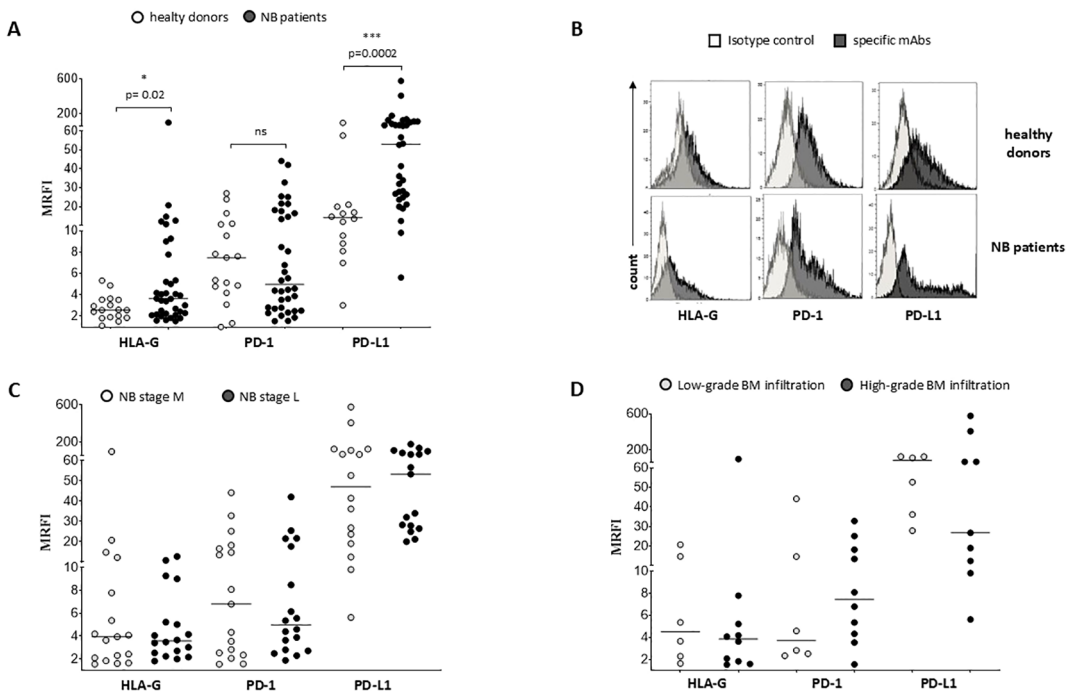 A
healty donors
NB patients
*
p= 0.02
ns
***
p=0.0002
MRFI
600
200
60
50
40
30
20
10
8
6
4
2
HLA-G
PD-1
PD-L1
B
Isotype control
specific mAbs
count
healthy
donors
NB patients
HLA-G
PD-1
PD-L1
C
NB stage M
NB stage L
MRFI
600
200
60
50
40
30
20
10
8
6
4
2
HLA-G
PD-1
PD-L1
D
Low-grade BM infiltration
High-grade BM infiltration
MRFI
600
200
60
50
40
30
20
10
8
6
4
2
HLA-G
PD-1
PD-L1